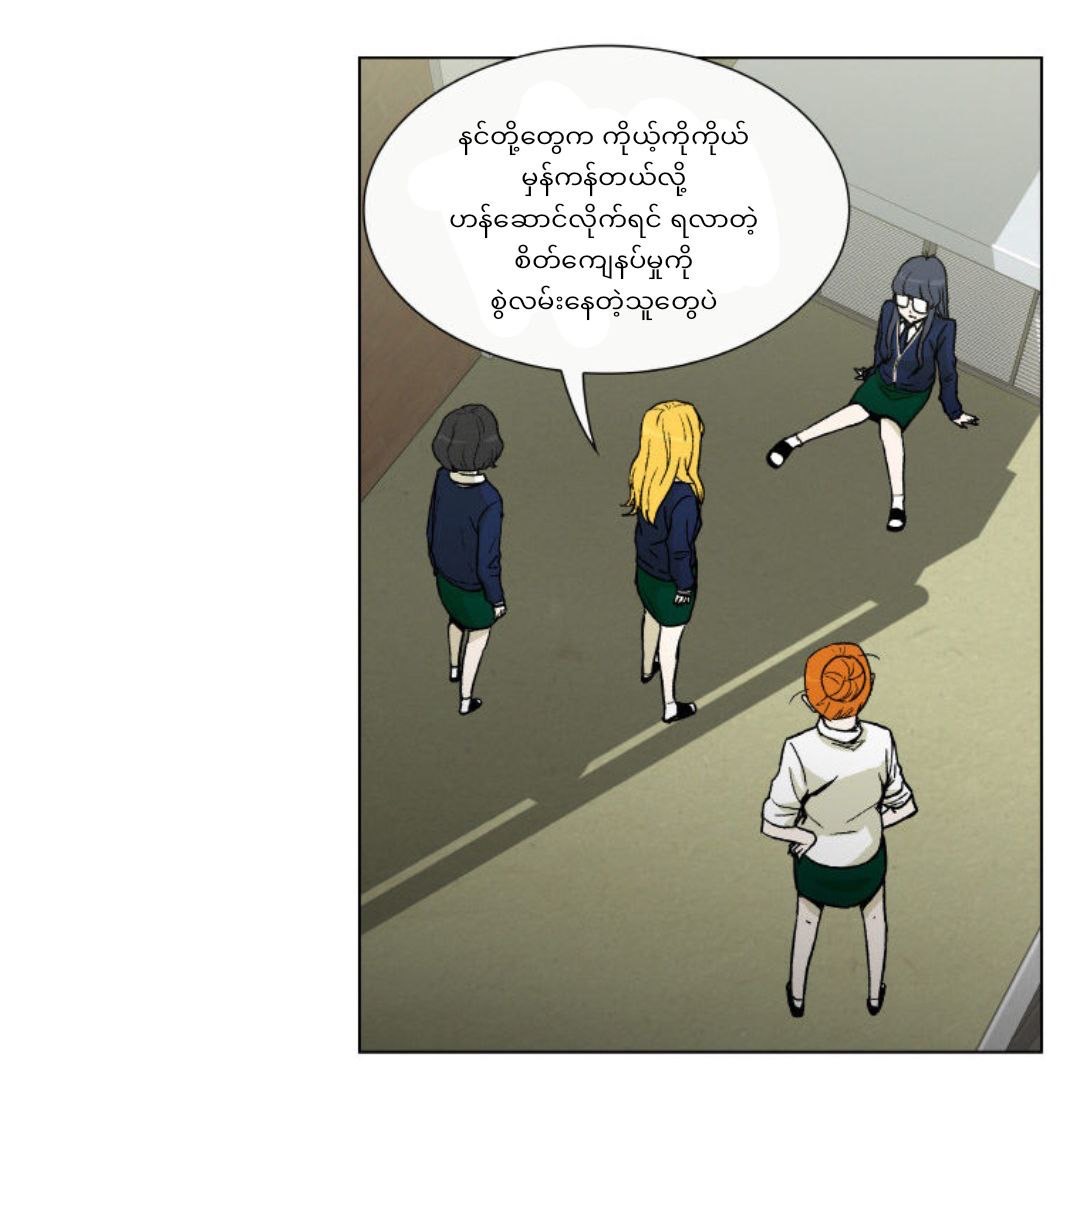 နင်တို့တွေက ကိုယ့်ကိုကိုယ်
မှန်ကန်တယ်လို့
ဟန်ဆောင်လိုက်ရင် ရလာတဲ့
စိတ်ကျေနပ်မှုကို
စွဲလမ်းနေတဲ့သူတွေပဲ